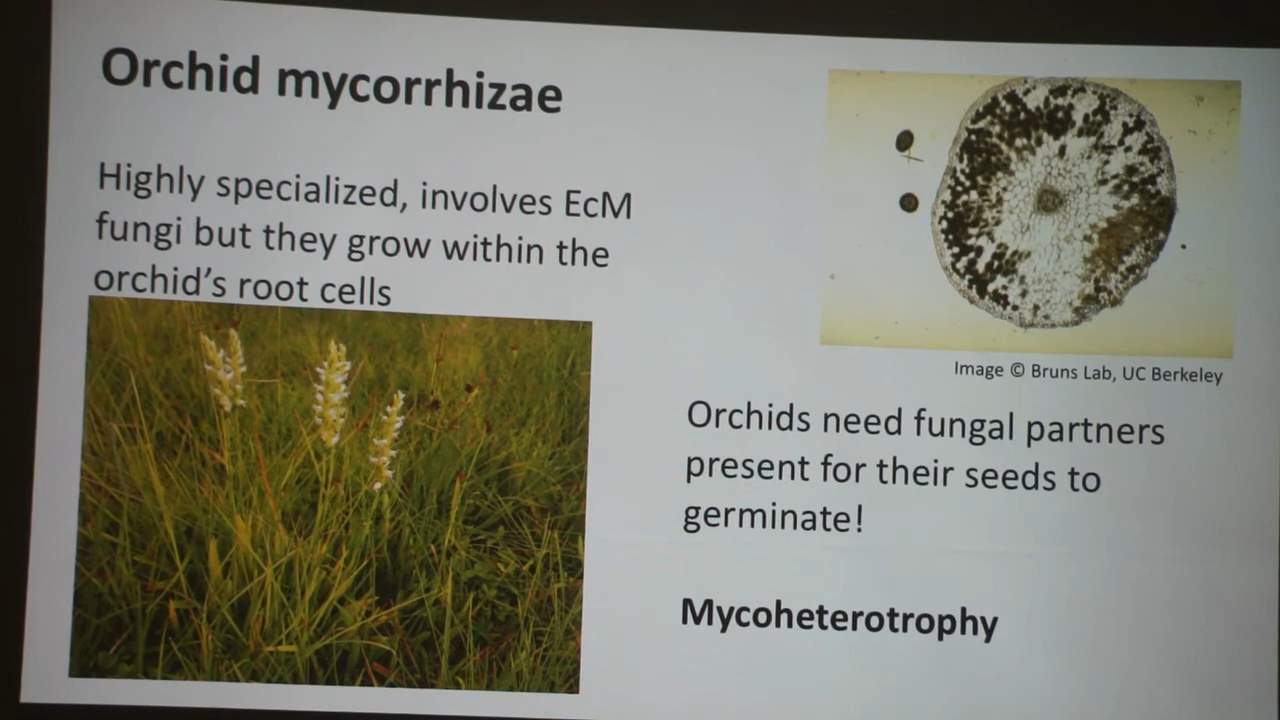 Orchid mycorrhizae
Highly specialized, involves EcM
fungi but they grow within the
orchid's root cells
Image © Bruns Lab, UC Berkeley
Orchids need fungal partners
present for their seeds to
germinate!
Mycoheterotrophy